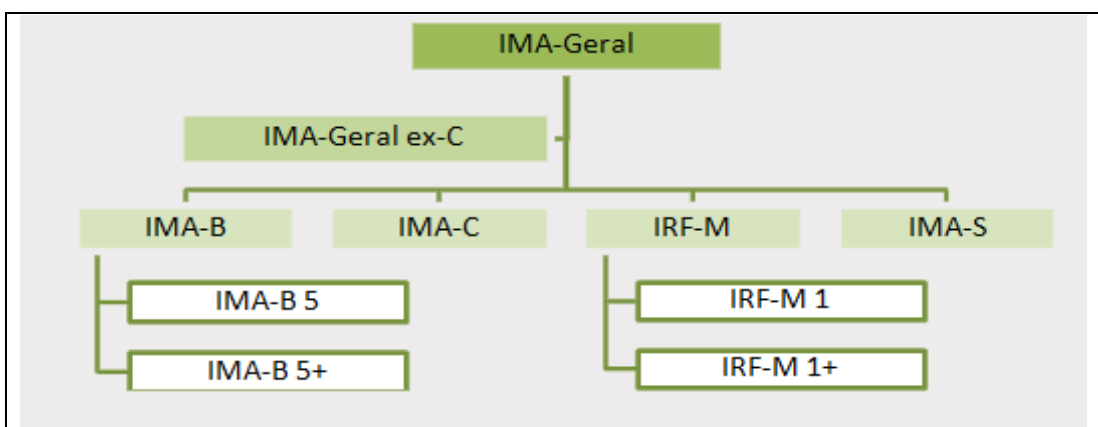 IMA-Geral
IMA-Geral ex-C
IMA-B
IMA-C
IRF-M
IMA-S
IMA-B 5
IRF-M 1
IMA-B 5+
IRF-M 1+